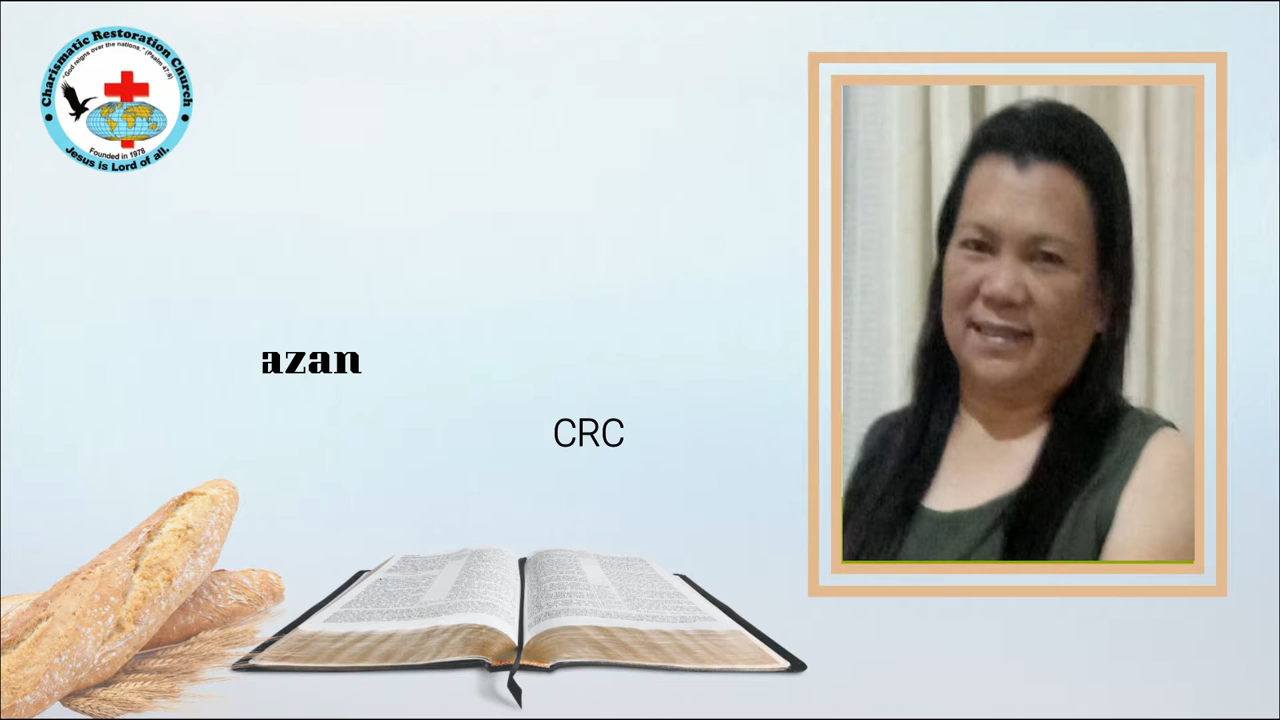 Charismatic Restoration Church
"God reigns over the nations." (Psalm 47:8)
Founded in 1978
Jesus is Lord of all.
azan
CRC